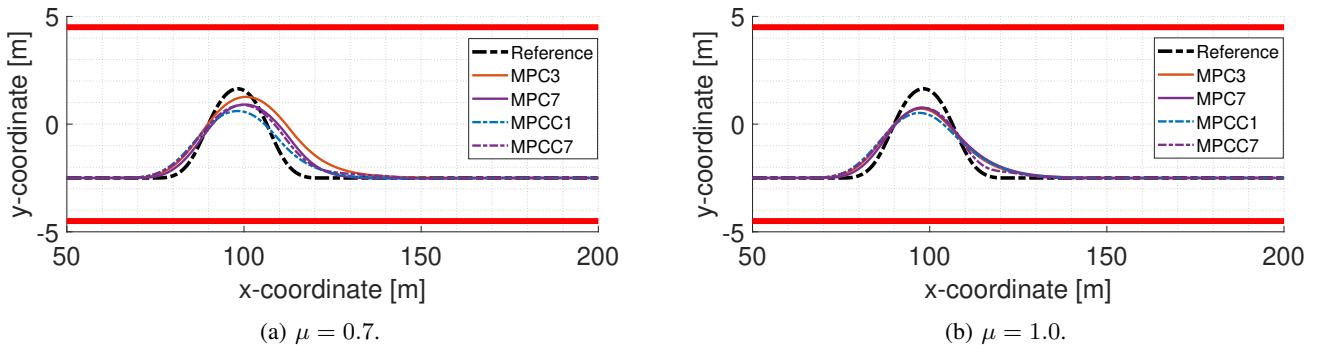 5
0
-5
y-coordinate [m]
50
100
150
200
x-coordinate [m]
Reference
MPC3
MPC7
MPCC1
MPCC7
(a) μ = 0.7.
5
0
-5
y-coordinate [m]
50
100
150
200
x-coordinate [m]
Reference
MPC3
MPC7
MPCC1
MPCC7
(b) μ = 1.0.